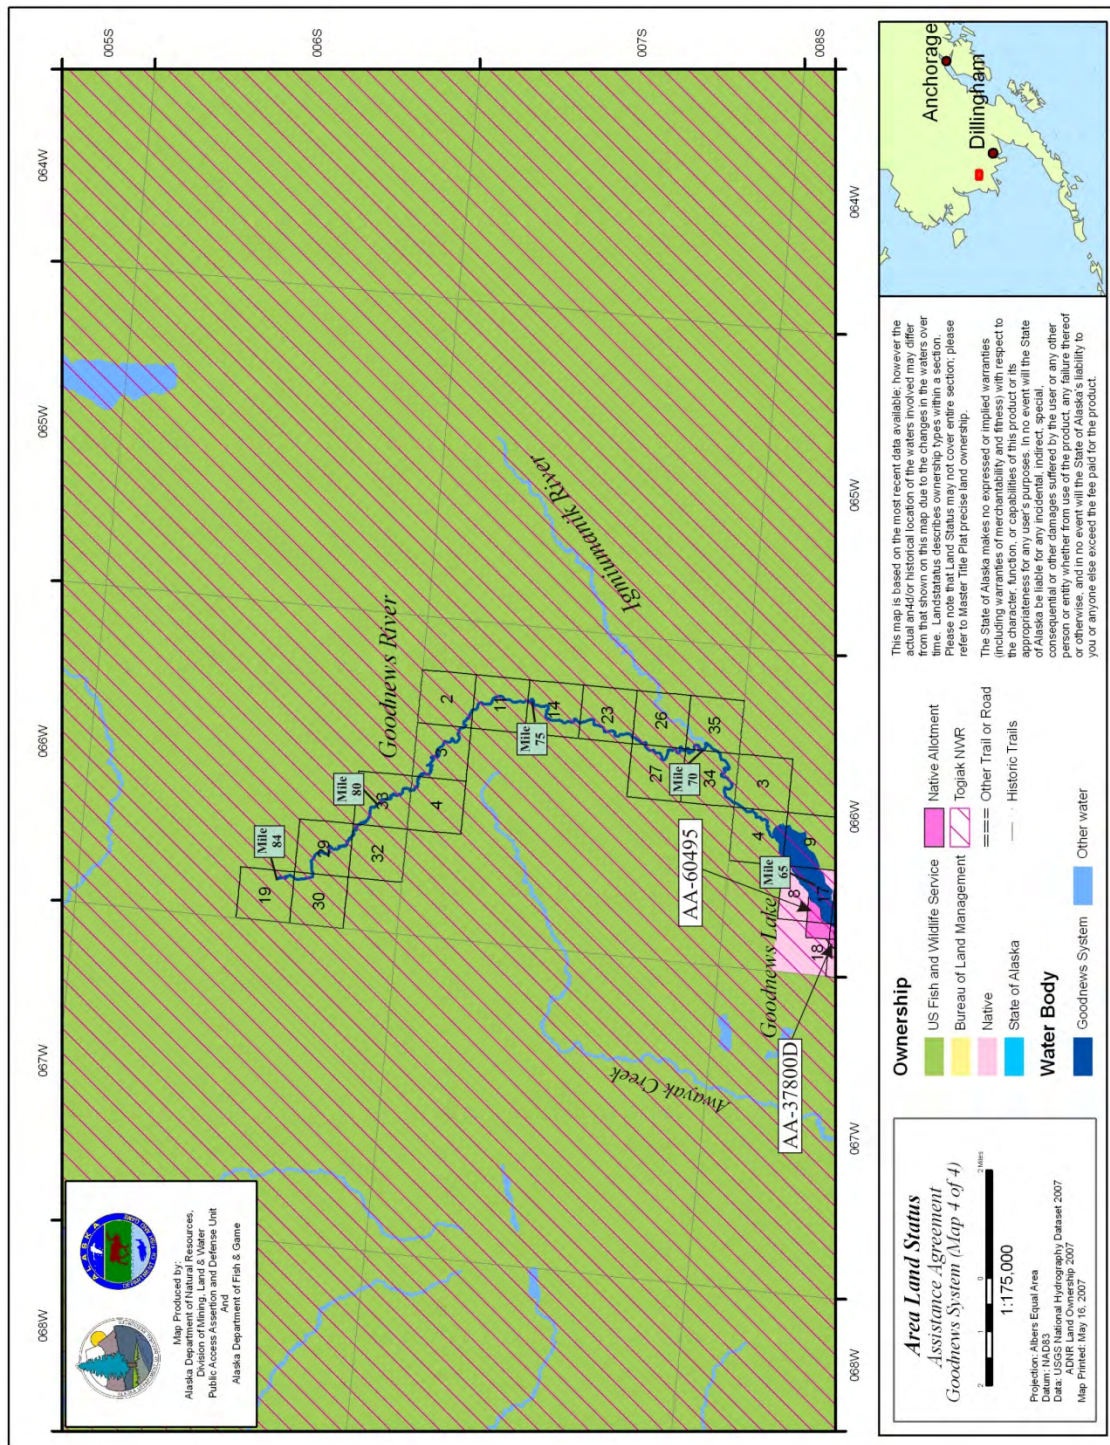 Map Produced by:
Alaska Department of Natural Resources,
Division of Mining, Land & Water
Public Access Assertion and Defense Unit
And
Alaska Department of Fish & Game
ALASKA
068W
067W
066W
065W
064W
005S
006S
007S
008S
068W
067W
066W
065W
064W
Goodnews River
Igmiumanik River
Awayak Creek
Goodnews Lake
Mile
84
Mile
80
Mile
75
Mile
70
Mile
65
19
30
29
32
33
4
3
2
11
14
23
26
27
35
34
3
4
9
8
17
18
AA-60495
AA-37800D
Area Land Status
Assistance Agreement
Goodnews System (Map 4 of 4)
2
1
0
2 Miles
1:175,000
Projection: Albers Equal Area
Datum: NAD83
Data: USGS National Hydrography Dataset 2007
ADNR Land Ownership 2007
Map Printed: May 16, 2007
Ownership
US Fish and Wildlife Service
Bureau of Land Management
Native
State of Alaska
Native Allotment
Togiak NWR
Other Trail or Road
Historic Trails
Water Body
Goodnews System
Other water
This map is based on the most recent data available; however the
actual an4d/or historical location of the waters involved may differ
from that shown on this map due to the changes in the waters over
time. Landstatus describes ownership types within a section.
Please note that Land Status may not cover entire section; please
refer to Master Title Plat precise land ownership.
The State of Alaska makes no expressed or implied warranties
(including warranties of merchantability and fitness) with respect to
the character, function, or capabilities of this product or its
appropriateness for any user's purposes. In no event will the State
of Alaska be liable for any incidental, indirect, special,
consequential or other damages suffered by the user or any other
person or entity whether from use of the product, any failure thereof
or otherwise, and in no event will the State of Alaska's liability to
you or anyone else exceed the fee paid for the product.
Anchorage
Dillingham